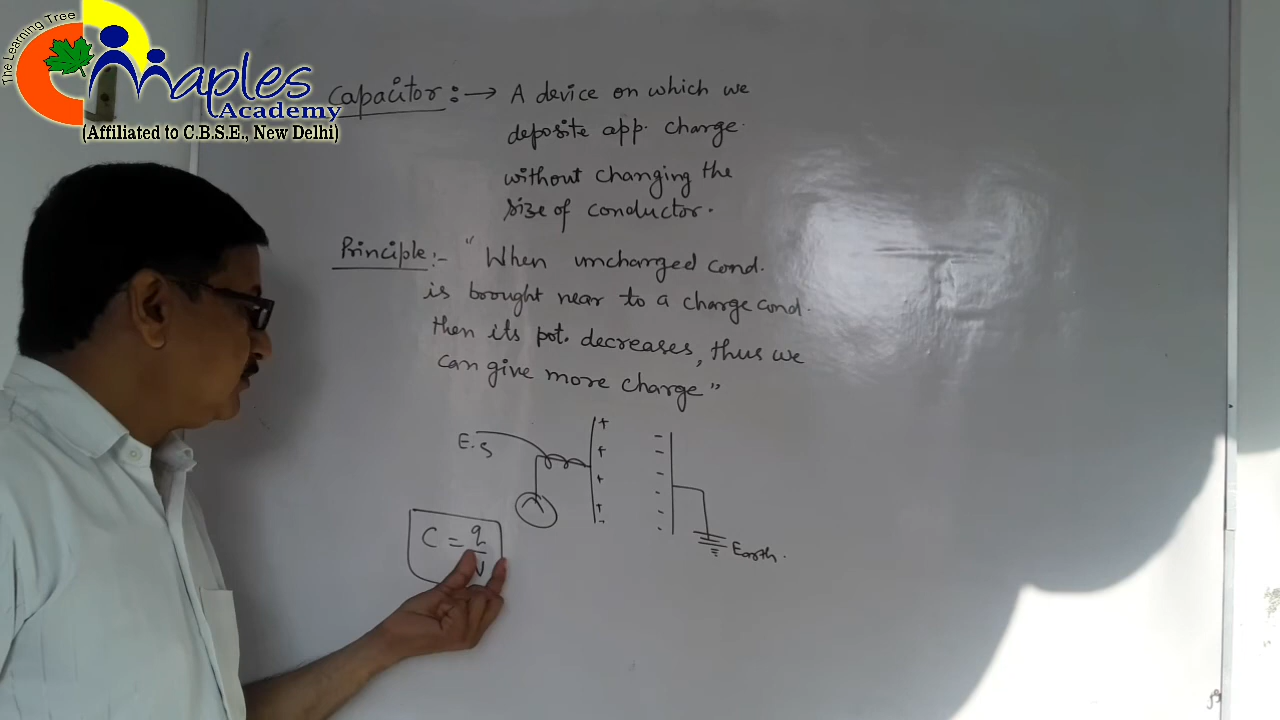 The Learning Tree
Maples
Academy
(Affiliated to C.B.S.E., New Delhi)
Capacitor :→ A device on which we
deposite app. charge.
without changing the
size of conductor.
Principle :- "When uncharged cond.
is brought near to a charge cond.
then its pot. decreases, thus we
can give more charge"
E.S
+
+
+
+
+
-
-
-
-
-
-
C = q/V
Earth.